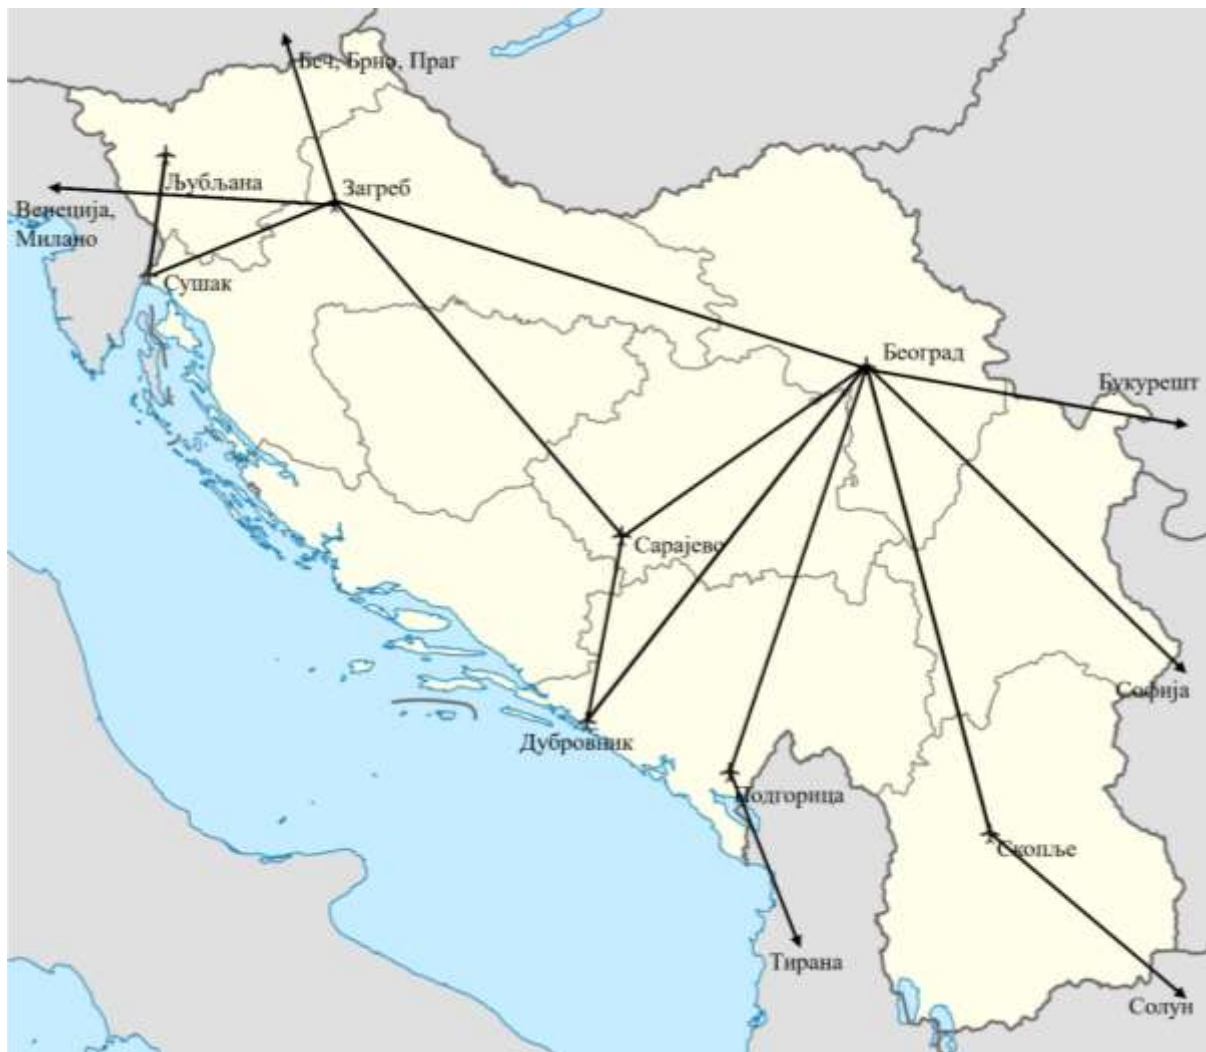 Беч, Брно, Праг
Љубљана
Загреб
Венеција,
Милано
Сушак
Београд
Букурешт
Сарајево
Софија
Дубровник
Подгорица
Скопље
Тирана
Солун